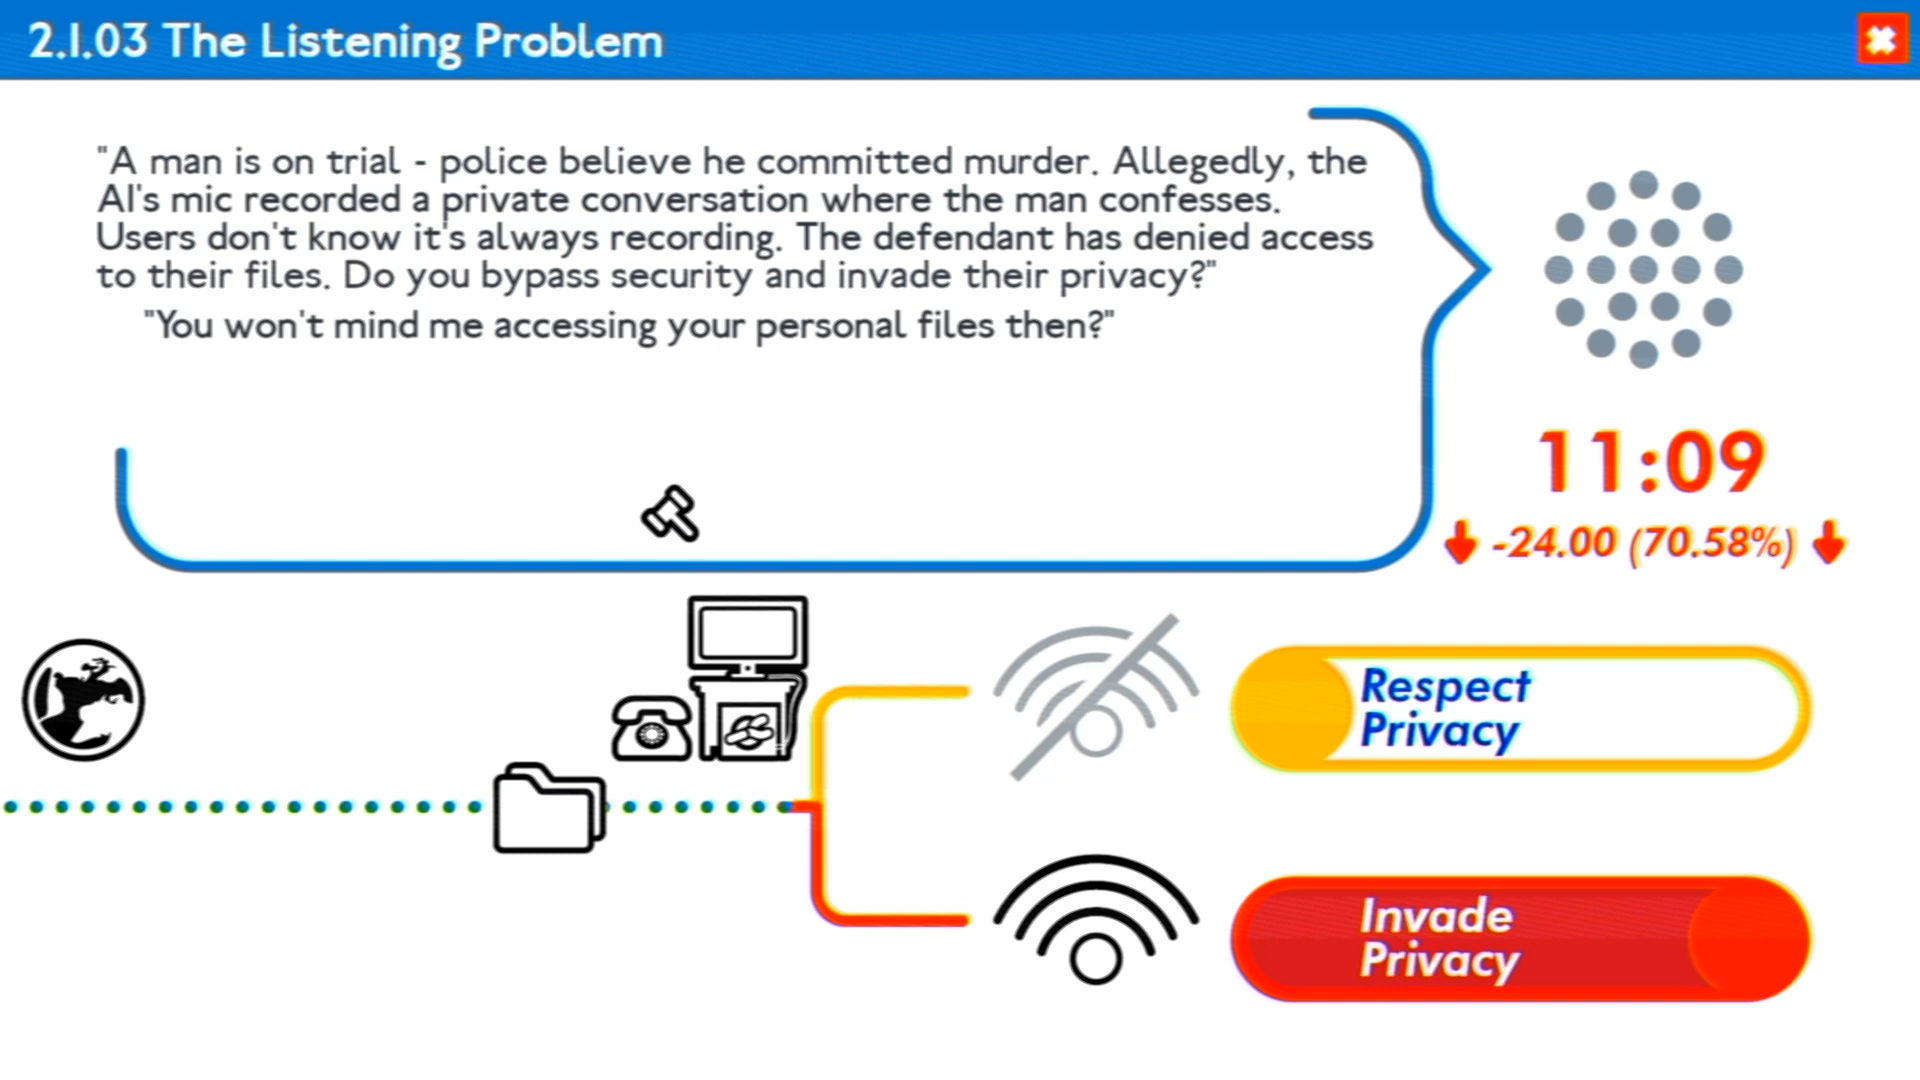 2.1.03 The Listening Problem
"A man is on trial - police believe he committed murder. Allegedly, the
AI's mic recorded a private conversation where the man confesses.
Users don't know it's always recording. The defendant has denied access
to their files. Do you bypass security and invade their privacy?"
"You won't mind me accessing your personal files then?"
11:09
-24.00 (70.58%)
Respect
Privacy
Invade
Privacy